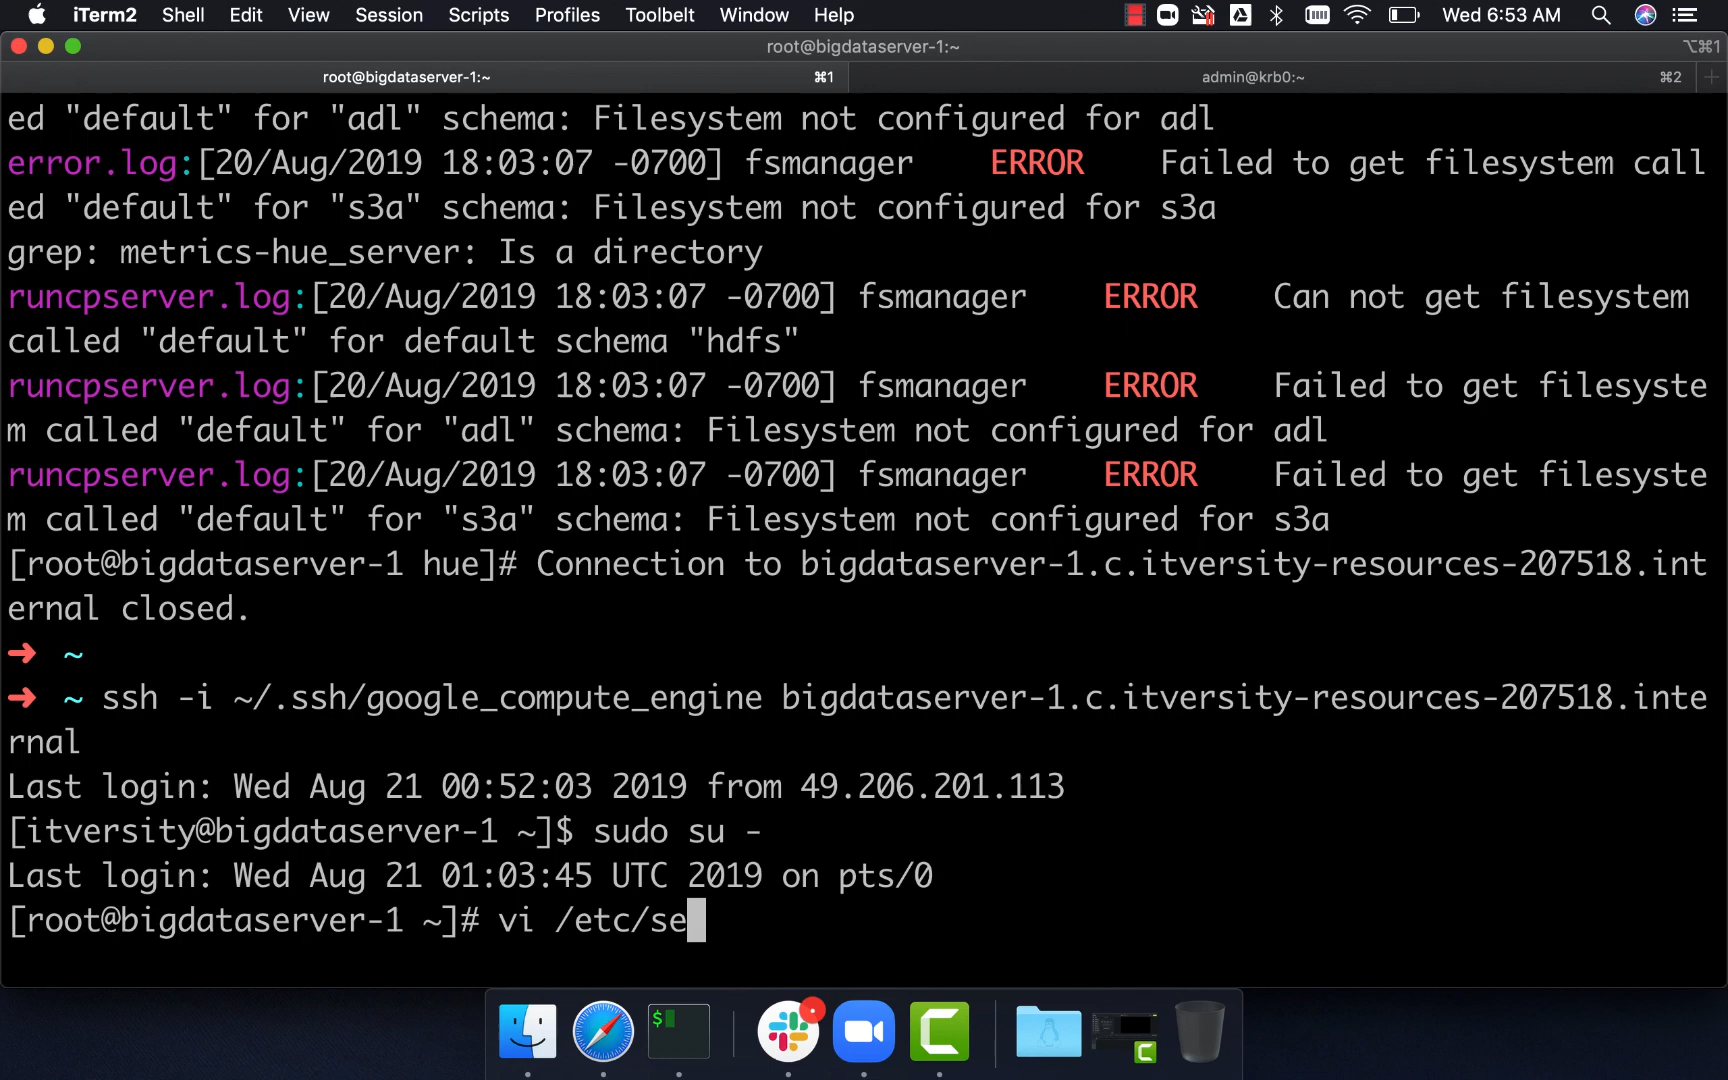 iTerm2 Shell Edit View Session Scripts Profiles Toolbelt Window Help Wed 6:53 AM
root@bigdataserver-1:~ ⌥⌘1
root@bigdataserver-1:~ ⌘1 admin@krb0:~ ⌘2 +
ed "default" for "adl" schema: Filesystem not configured for adl
error.log:[20/Aug/2019 18:03:07 -0700] fsmanager ERROR Failed to get filesystem call
ed "default" for "s3a" schema: Filesystem not configured for s3a
grep: metrics-hue_server: Is a directory
runcpserver.log:[20/Aug/2019 18:03:07 -0700] fsmanager ERROR Can not get filesystem
called "default" for default schema "hdfs"
runcpserver.log:[20/Aug/2019 18:03:07 -0700] fsmanager ERROR Failed to get filesyste
m called "default" for "adl" schema: Filesystem not configured for adl
runcpserver.log:[20/Aug/2019 18:03:07 -0700] fsmanager ERROR Failed to get filesyste
m called "default" for "s3a" schema: Filesystem not configured for s3a
[root@bigdataserver-1 hue]# Connection to bigdataserver-1.c.itversity-resources-207518.int
ernal closed.
➜ ~
➜ ~ ssh -i ~/.ssh/google_compute_engine bigdataserver-1.c.itversity-resources-207518.inte
rnal
Last login: Wed Aug 21 00:52:03 2019 from 49.206.201.113
[itversity@bigdataserver-1 ~]$ sudo su -
Last login: Wed Aug 21 01:03:45 UTC 2019 on pts/0
[root@bigdataserver-1 ~]# vi /etc/se
$